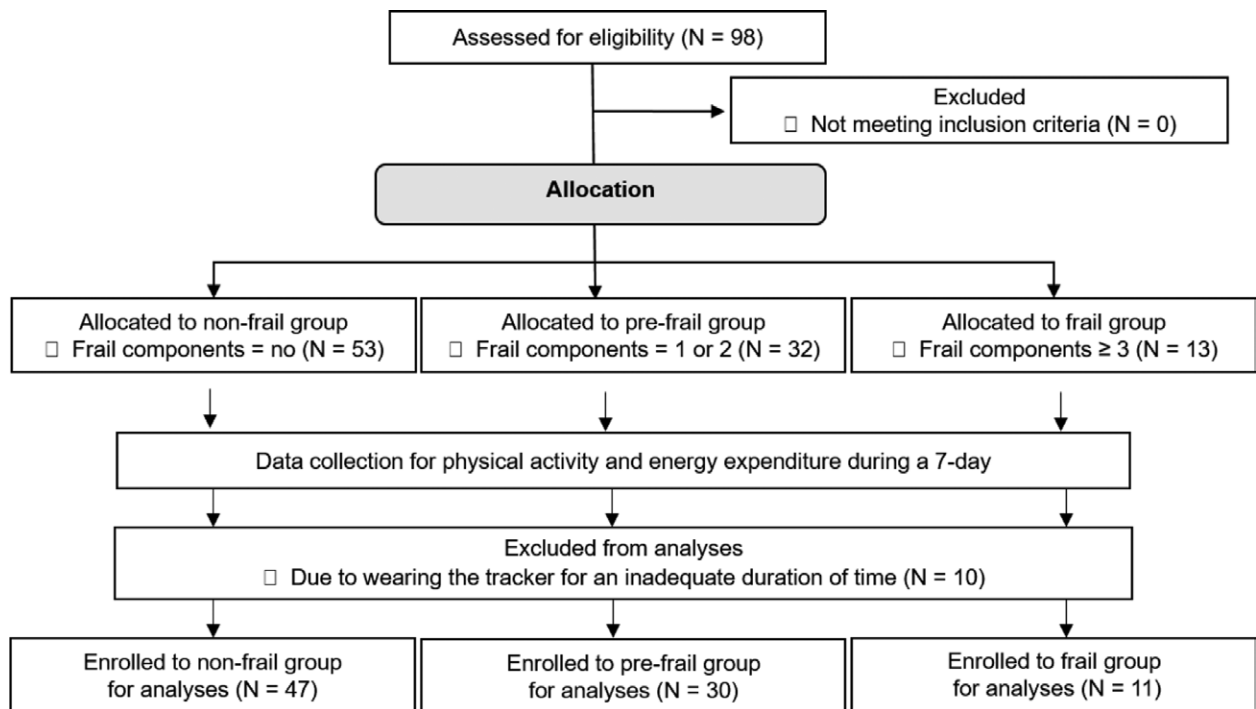 Assessed for eligibility (N = 98)
Excluded
□ Not meeting inclusion criteria (N = 0)
Allocation
Allocated to non-frail group
□ Frail components = no (N = 53)
Allocated to pre-frail group
□ Frail components = 1 or 2 (N = 32)
Allocated to frail group
□ Frail components ≥ 3 (N = 13)
Data collection for physical activity and energy expenditure during a 7-day
Excluded from analyses
□ Due to wearing the tracker for an inadequate duration of time (N = 10)
Enrolled to non-frail group
for analyses (N = 47)
Enrolled to pre-frail group
for analyses (N = 30)
Enrolled to frail group
for analyses (N = 11)